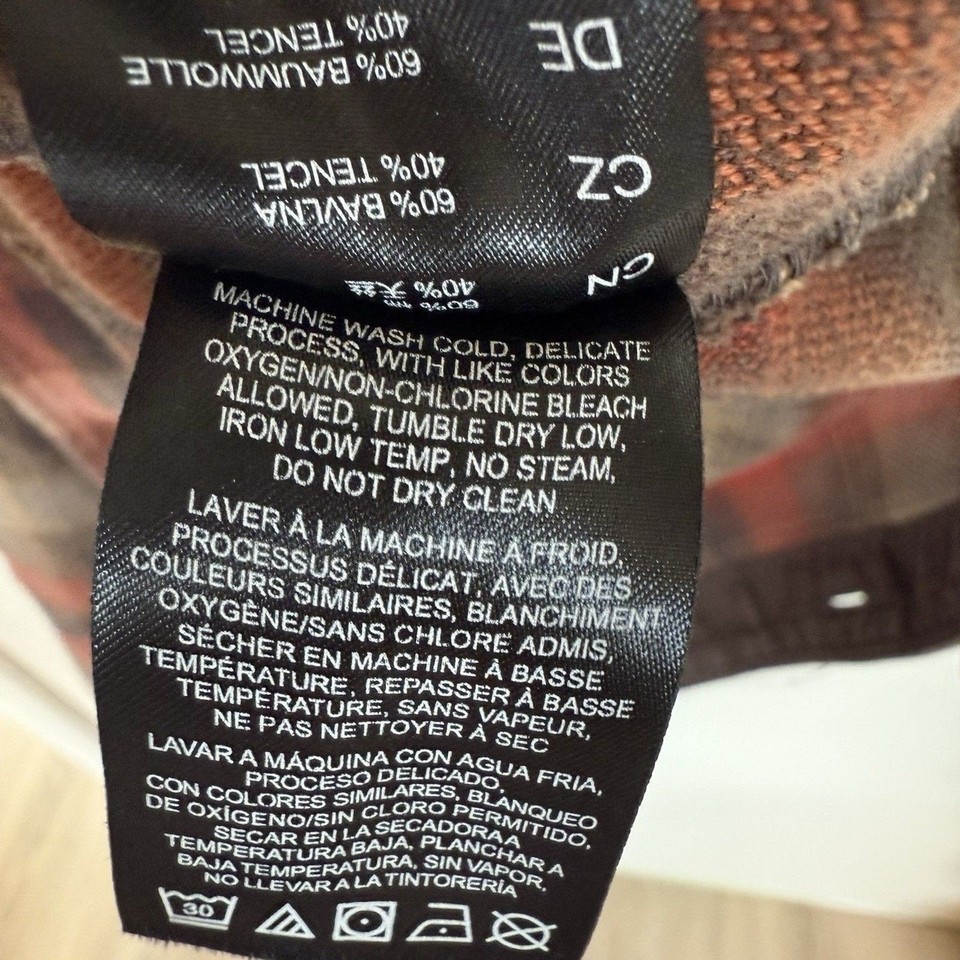 DE
60% BAUMWOLLE
40% TENCEL
CZ
60% BAVLNA
40% TENCEL
CN
60%
40% 天丝
MACHINE WASH COLD, DELICATE
PROCESS, WITH LIKE COLORS
OXYGEN/NON-CHLORINE BLEACH
ALLOWED, TUMBLE DRY LOW,
IRON LOW TEMP, NO STEAM,
DO NOT DRY CLEAN
LAVER À LA MACHINE À FROID,
PROCESSUS DÉLICAT, AVEC DES
COULEURS SIMILAIRES, BLANCHIMENT
OXYGÈNE/SANS CHLORE ADMIS,
SÉCHER EN MACHINE À BASSE
TEMPÉRATURE, REPASSER À BASSE
TEMPÉRATURE, SANS VAPEUR,
NE PAS NETTOYER À SEC
LAVAR A MÁQUINA CON AGUA FRIA,
PROCESO DELICADO,
CON COLORES SIMILARES, BLANQUEO
DE OXÍGENO/SIN CLORO PERMITIDO,
SECAR EN LA SECADORA A
TEMPERATURA BAJA, PLANCHAR A
BAJA TEMPERATURA, SIN VAPOR,
NO LLEVAR A LA TINTORERÍA
30